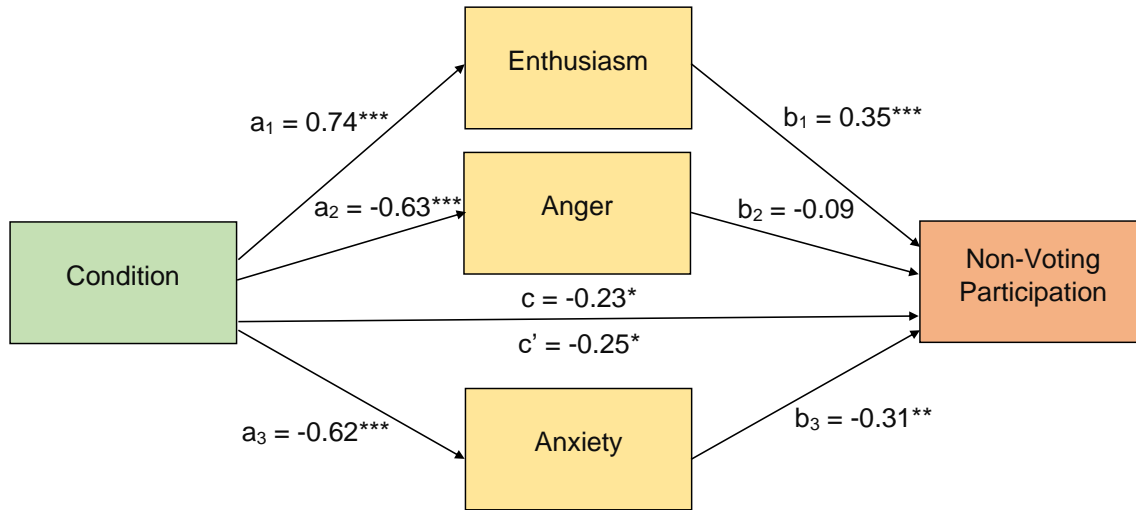 Enthusiasm
a₁ = 0.74***
b₁ = 0.35***
a₂ = -0.63***
Anger
b₂ = -0.09
Condition
Non-Voting
Participation
c = -0.23*
c’ = -0.25*
a₃ = -0.62***
Anxiety
b₃ = -0.31**